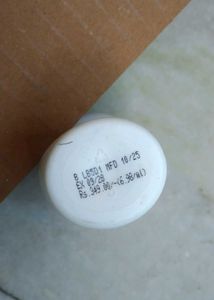 B L8501 MFD 10/25
EX 09/28
Rs.349.00/-(6.98/ml)